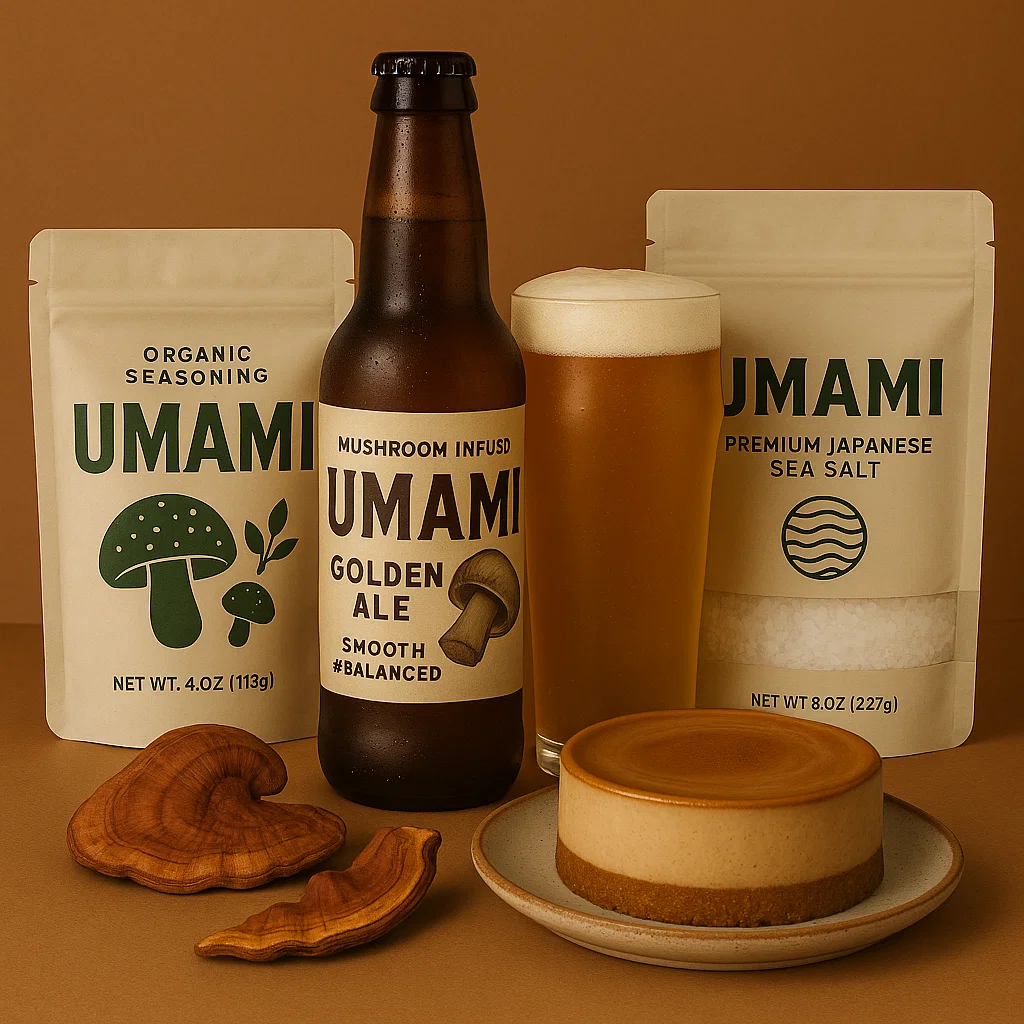 ORGANIC
SEASONING
UMAMI
NET WT. 4.OZ (113g)
MUSHROOM INFUSD
UMAMI
GOLDEN
ALE
SMOOTH
#BALANCED
UMAMI
PREMIUM JAPANESE
SEA SALT
NET WT 8.OZ (227g)